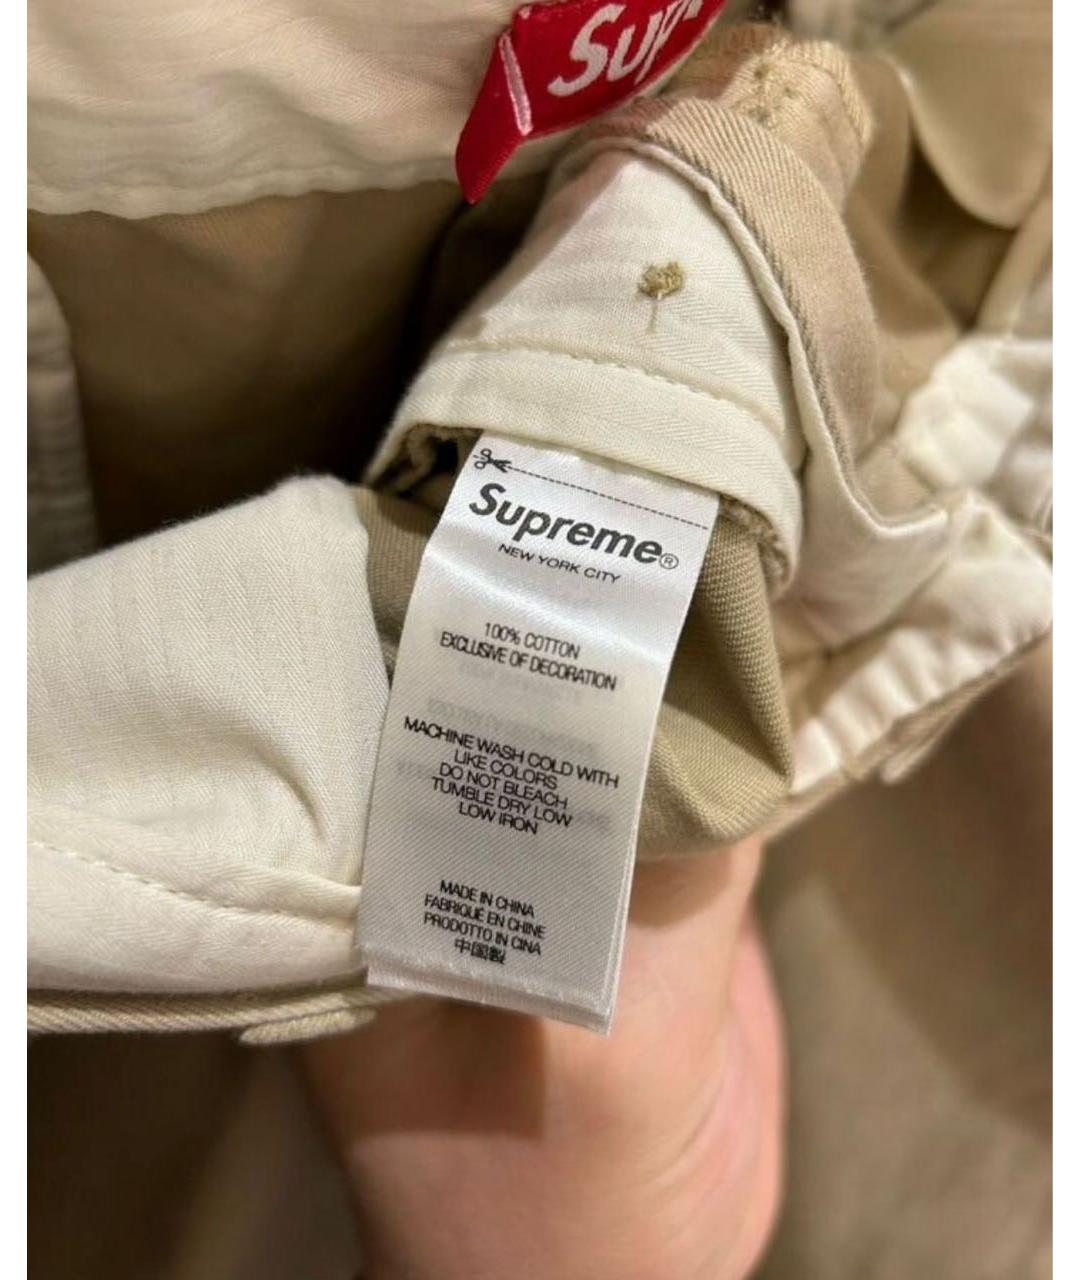 Sup
Supreme®
NEW YORK CITY
100% COTTON
EXCLUSIVE OF DECORATION
MACHINE WASH COLD WITH
LIKE COLORS
DO NOT BLEACH
TUMBLE DRY LOW
LOW IRON
MADE IN CHINA
FABRIQUÉ EN CHINE
PRODOTTO IN CINA
中国製